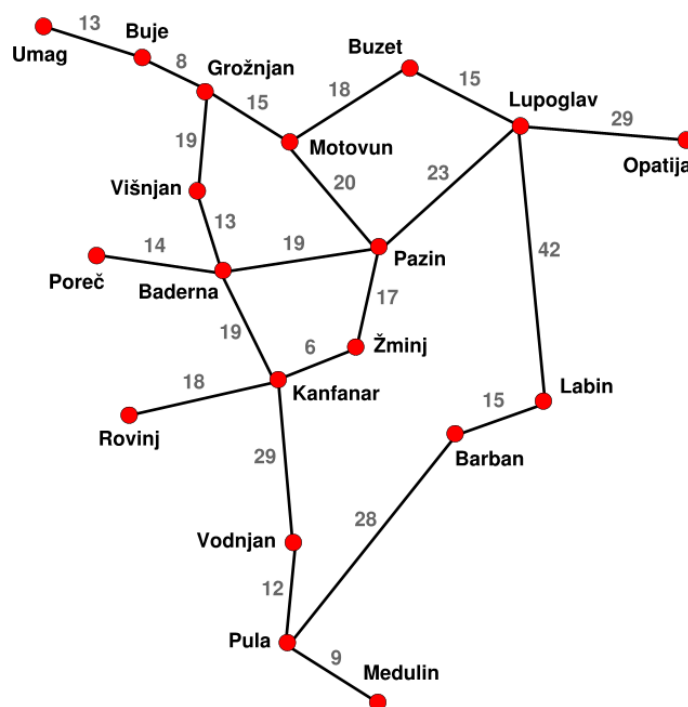 13
Umag
Buje
8
Grožnjan
Buzet
15
18
15
Lupoglav
29
Opatija
Motovun
19
20
23
Višnjan
13
14
19
Pazin
42
Poreč
Baderna
17
19
6
Žminj
18
Kanfanar
Labin
15
Rovinj
Barban
29
28
Vodnjan
12
Pula
9
Medulin